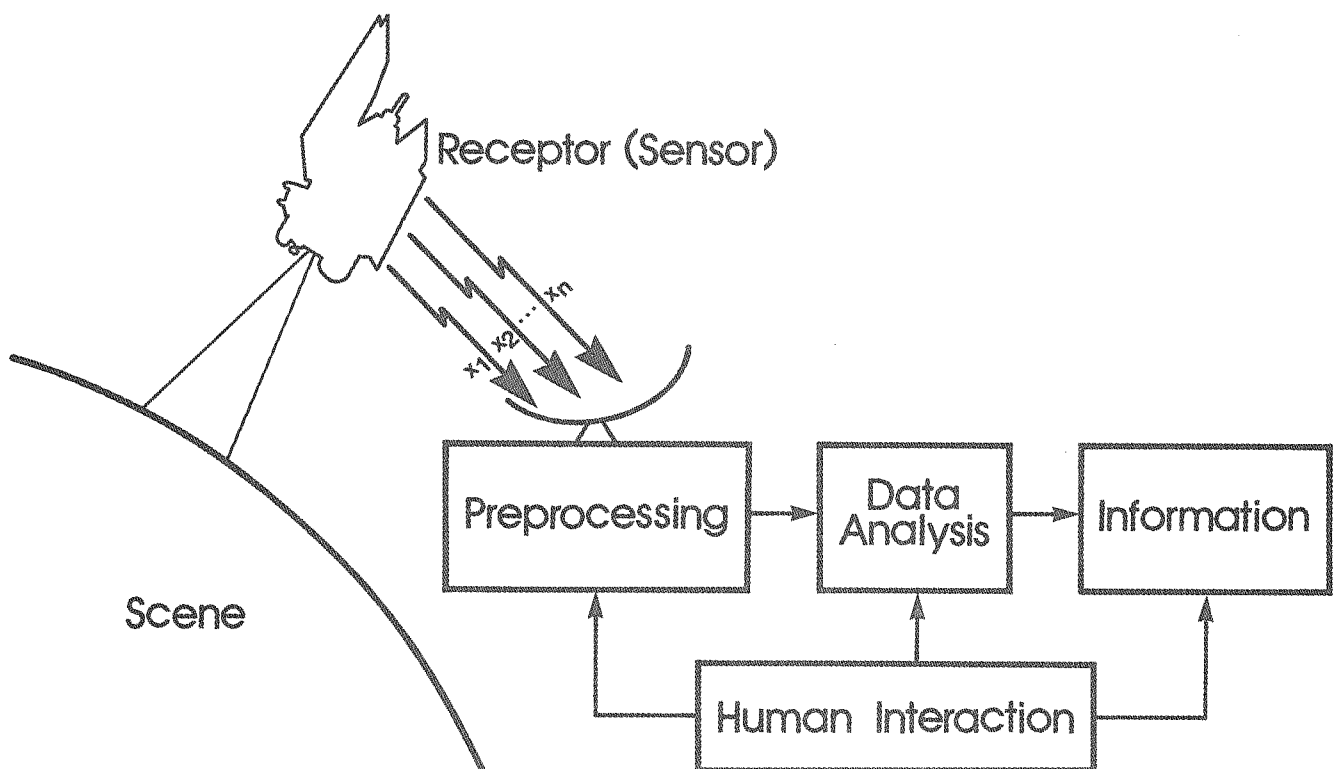 Receptor (Sensor)
x1 x2 ... xn
Preprocessing
Data
Analysis
Information
Scene
Human Interaction